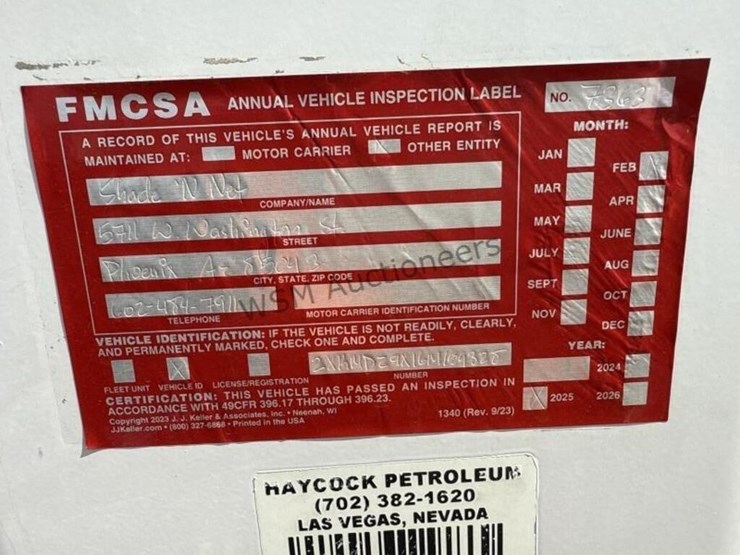 FMCSA ANNUAL VEHICLE INSPECTION LABEL
NO. 7363
A RECORD OF THIS VEHICLE'S ANNUAL VEHICLE REPORT IS
MAINTAINED AT: MOTOR CARRIER X OTHER ENTITY
Shade 'N Net
COMPANY/NAME
5711 W Washington St
STREET
Phoenix Az 85043
CITY, STATE, ZIP CODE
602-484-7911
TELEPHONE MOTOR CARRIER IDENTIFICATION NUMBER
VEHICLE IDENTIFICATION: IF THE VEHICLE IS NOT READILY, CLEARLY,
AND PERMANENTLY MARKED, CHECK ONE AND COMPLETE.
X
FLEET UNIT VEHICLE ID LICENSE/REGISTRATION NUMBER
CERTIFICATION: THIS VEHICLE HAS PASSED AN INSPECTION IN
ACCORDANCE WITH 49CFR 396.17 THROUGH 396.23.
Copyright 2023 J. J. Keller & Associates, Inc. • Neenah, WI
JJKeller.com • (800) 327-6868 • Printed in the USA
1340 (Rev. 9/23)
MONTH:
JAN FEB
MAR APR
MAY JUNE
JULY AUG
SEPT OCT
NOV DEC
YEAR:
2024
X 2025 2026
WSM Auctioneers
HAYCOCK PETROLEUM
(702) 382-1620
LAS VEGAS, NEVADA